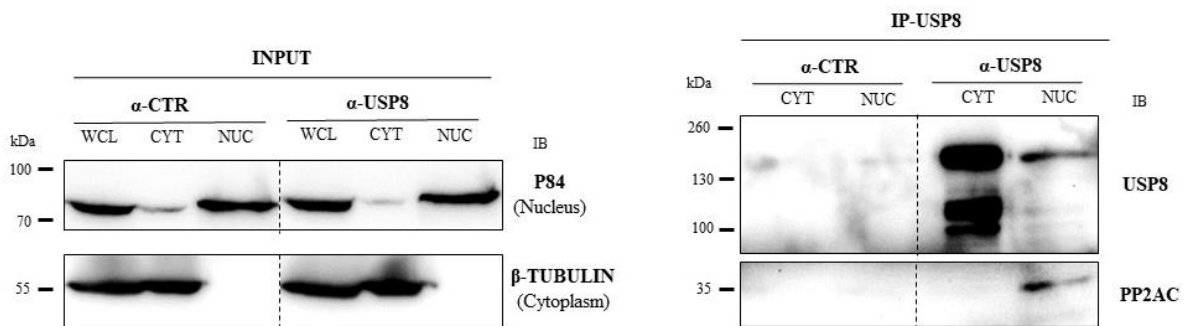 INPUT
α-CTR α-USP8
kDa WCL CYT NUC WCL CYT NUC IB
100
70
P84
(Nucleus)
55
β-TUBULIN
(Cytoplasm)
IP-USP8
α-CTR α-USP8
kDa CYT NUC CYT NUC IB
260
130
100
USP8
35
PP2AC